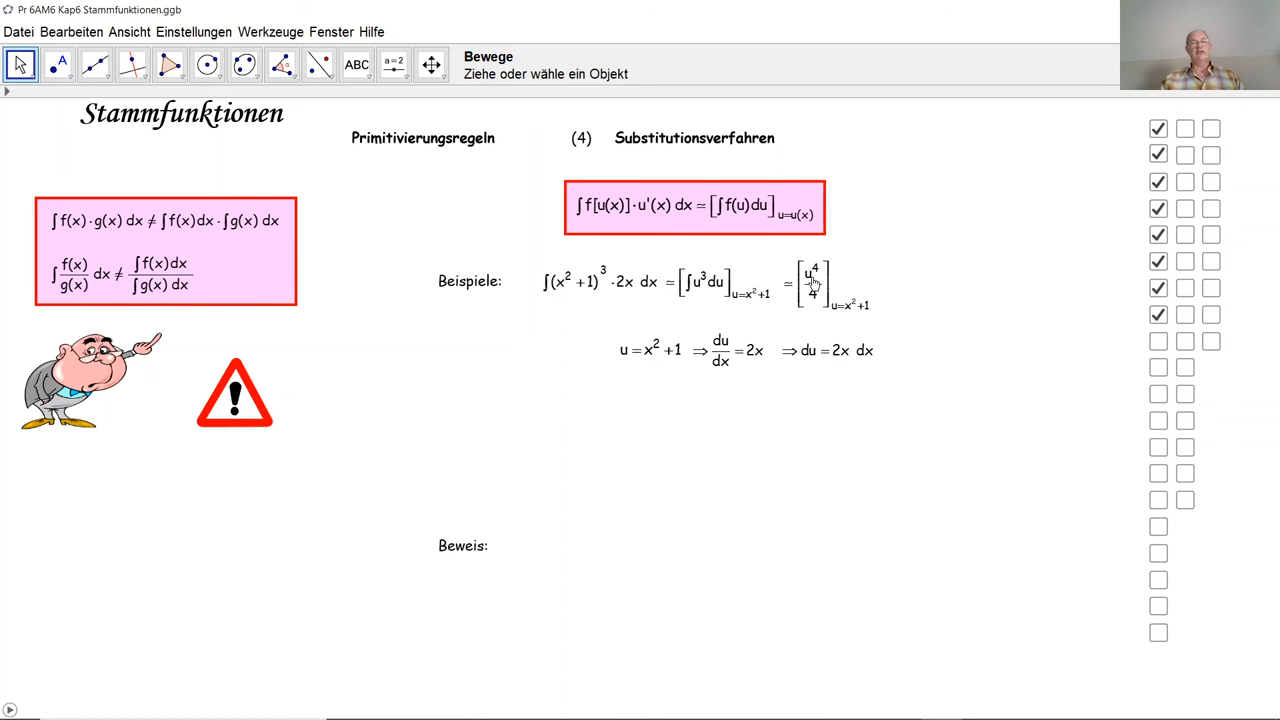 Pr 6AM6 Kap6 Stammfunktionen.ggb
Datei Bearbeiten Ansicht Einstellungen Werkzeuge Fenster Hilfe
A
ABC
a=2
Bewege
Ziehe oder wähle ein Objekt
Stammfunktionen
Primitivierungsregeln (4) Substitutionsverfahren
∫f[u(x)]·u'(x) dx ≃ [∫f(u)du]_{u=u(x)}
∫f(x)·g(x) dx ≠ ∫f(x)dx·∫g(x) dx
∫ f(x)/g(x) dx ≠ ∫f(x)dx / ∫g(x) dx
Beispiele: ∫(x²+1)³·2x dx ≃ [∫u³du]_{u=x²+1} ≃ [u⁴/4]_{u=x²+1}
u = x²+1 ⇒ du/dx = 2x ⇒ du = 2x dx
Beweis: